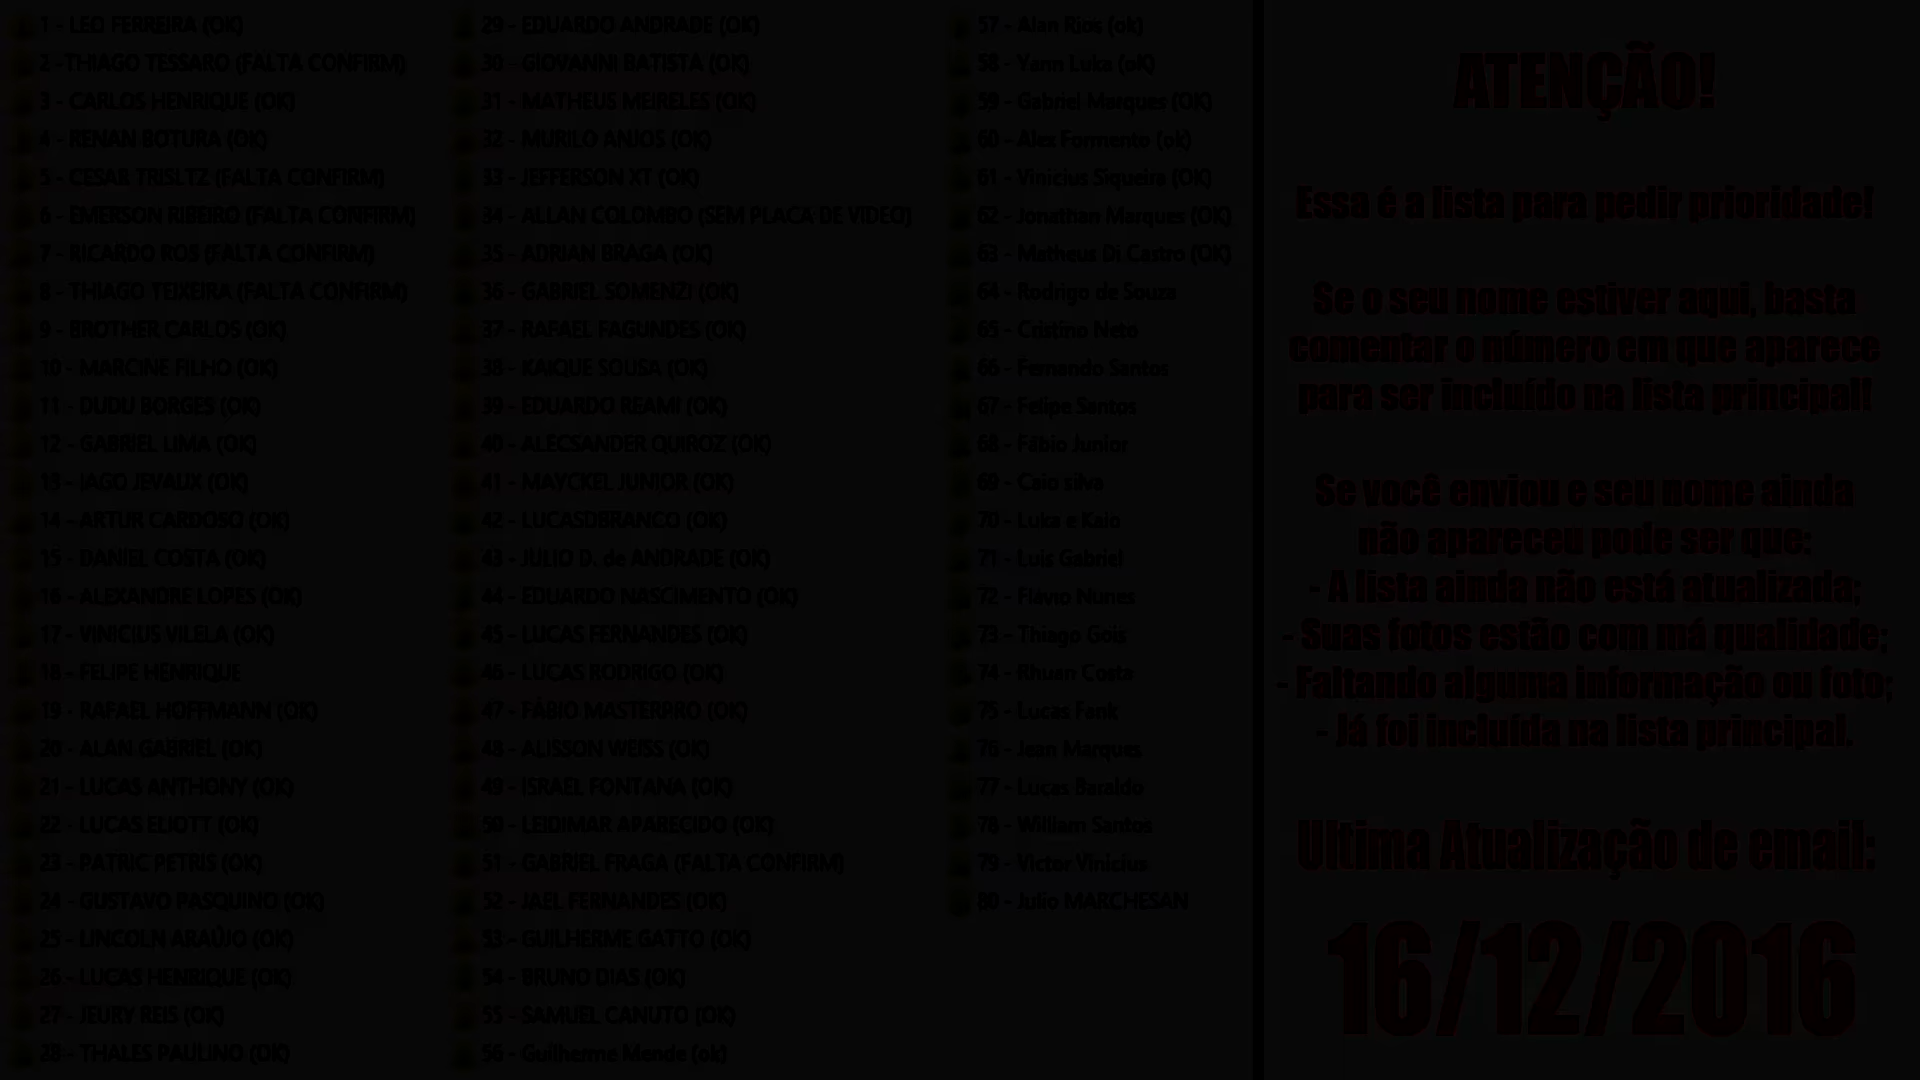 1 - LEO FERREIRA (OK)
2 -THIAGO TESSARO (FALTA CONFIRM)
3 - CARLOS HENRIQUE (OK)
4 - RENAN BOTURA (OK)
5 - CESAR TRISLTZ (FALTA CONFIRM)
6 - EMERSON RIBEIRO (FALTA CONFIRM)
7 - RICARDO ROS (FALTA CONFIRM)
8 - THIAGO TEIXEIRA (FALTA CONFIRM)
9 - BROTHER CARLOS (OK)
10 - MARCINE FILHO (OK)
11 - DUDU BORGES (OK)
12 - GABRIEL LIMA (OK)
13 - IAGO JEVAUX (OK)
14 - ARTUR CARDOSO (OK)
15 - DANIEL COSTA (OK)
16 - ALEXANDRE LOPES (OK)
17 - VINICIUS VILELA (OK)
18 - FELIPE HENRIQUE
19 - RAFAEL HOFFMANN (OK)
20 - ALAN GABRIEL (OK)
21 - LUCAS ANTHONY (OK)
22 - LUCAS ELIOTT (OK)
23 - PATRIC PETRIS (OK)
24 - GUSTAVO PASQUINO (OK)
25 - LINCOLN ARAÚJO (OK)
26 - LUCAS HENRIQUE (OK)
27 - JEURY REIS (OK)
28 - THALES PAULINO (OK)
29 - EDUARDO ANDRADE (OK)
30 - GIOVANNI BATISTA (OK)
31 - MATHEUS MEIRELES (OK)
32 - MURILO ANJOS (OK)
33 - JEFFERSON XT (OK)
34 - ALLAN COLOMBO (SEM PLACA DE VIDEO)
35 - ADRIAN BRAGA (OK)
36 - GABRIEL SOMENZI (OK)
37 - RAFAEL FAGUNDES (OK)
38 - KAIQUE SOUSA (OK)
39 - EDUARDO REAMI (OK)
40 - ALECSANDER QUIROZ (OK)
41 - MAYCKEL JUNIOR (OK)
42 - LUCASDBRANCO (OK)
43 - JULIO D. de ANDRADE (OK)
44 - EDUARDO NASCIMENTO (OK)
45 - LUCAS FERNANDES (OK)
46 - LUCAS RODRIGO (OK)
47 - FÁBIO MASTERPRO (OK)
48 - ALISSON WEISS (OK)
49 - ISRAEL FONTANA (OK)
50 - LEIDIMAR APARECIDO (OK)
51 - GABRIEL FRAGA (FALTA CONFIRM)
52 - JAEL FERNANDES (OK)
53 - GUILHERME GATTO (OK)
54 - BRUNO DIAS (OK)
55 - SAMUEL CANUTO (OK)
56 - Guilherme Mende (ok)
57 - Alan Rios (ok)
58 - Yann Luka (oK)
59 - Gabriel Marques (OK)
60 - Alex Formento (ok)
61 - Vinicius Siqueira (OK)
62 - Jonathan Marques (OK)
63 - Matheus Di Castro (OK)
64 - Rodrigo de Souza
65 - Cristino Neto
66 - Fernando Santos
67 - Felipe Santos
68 - Fábio Junior
69 - Caio silva
70 - Luka e Kaio
71 - Luis Gabriel
72 - Flávio Nunes
73 - Thiago Góis
74 - Rhuan Costa
75 - Lucas Fank
76 - Jean Marques
77 - Lucas Baraldo
78 - William Santos
79 - Victor Vinicius
80 - Julio MARCHESAN
ATENÇÃO!
Essa é a lista para pedir prioridade!
Se o seu nome estiver aqui, basta
comentar o número em que aparece
para ser incluído na lista principal!
Se você enviou e seu nome ainda
não apareceu pode ser que:
- A lista ainda não está atualizada;
- Suas fotos estão com má qualidade;
- Faltando alguma informação ou foto;
- Já foi incluída na lista principal.
Ultima Atualização de email:
16/12/2016